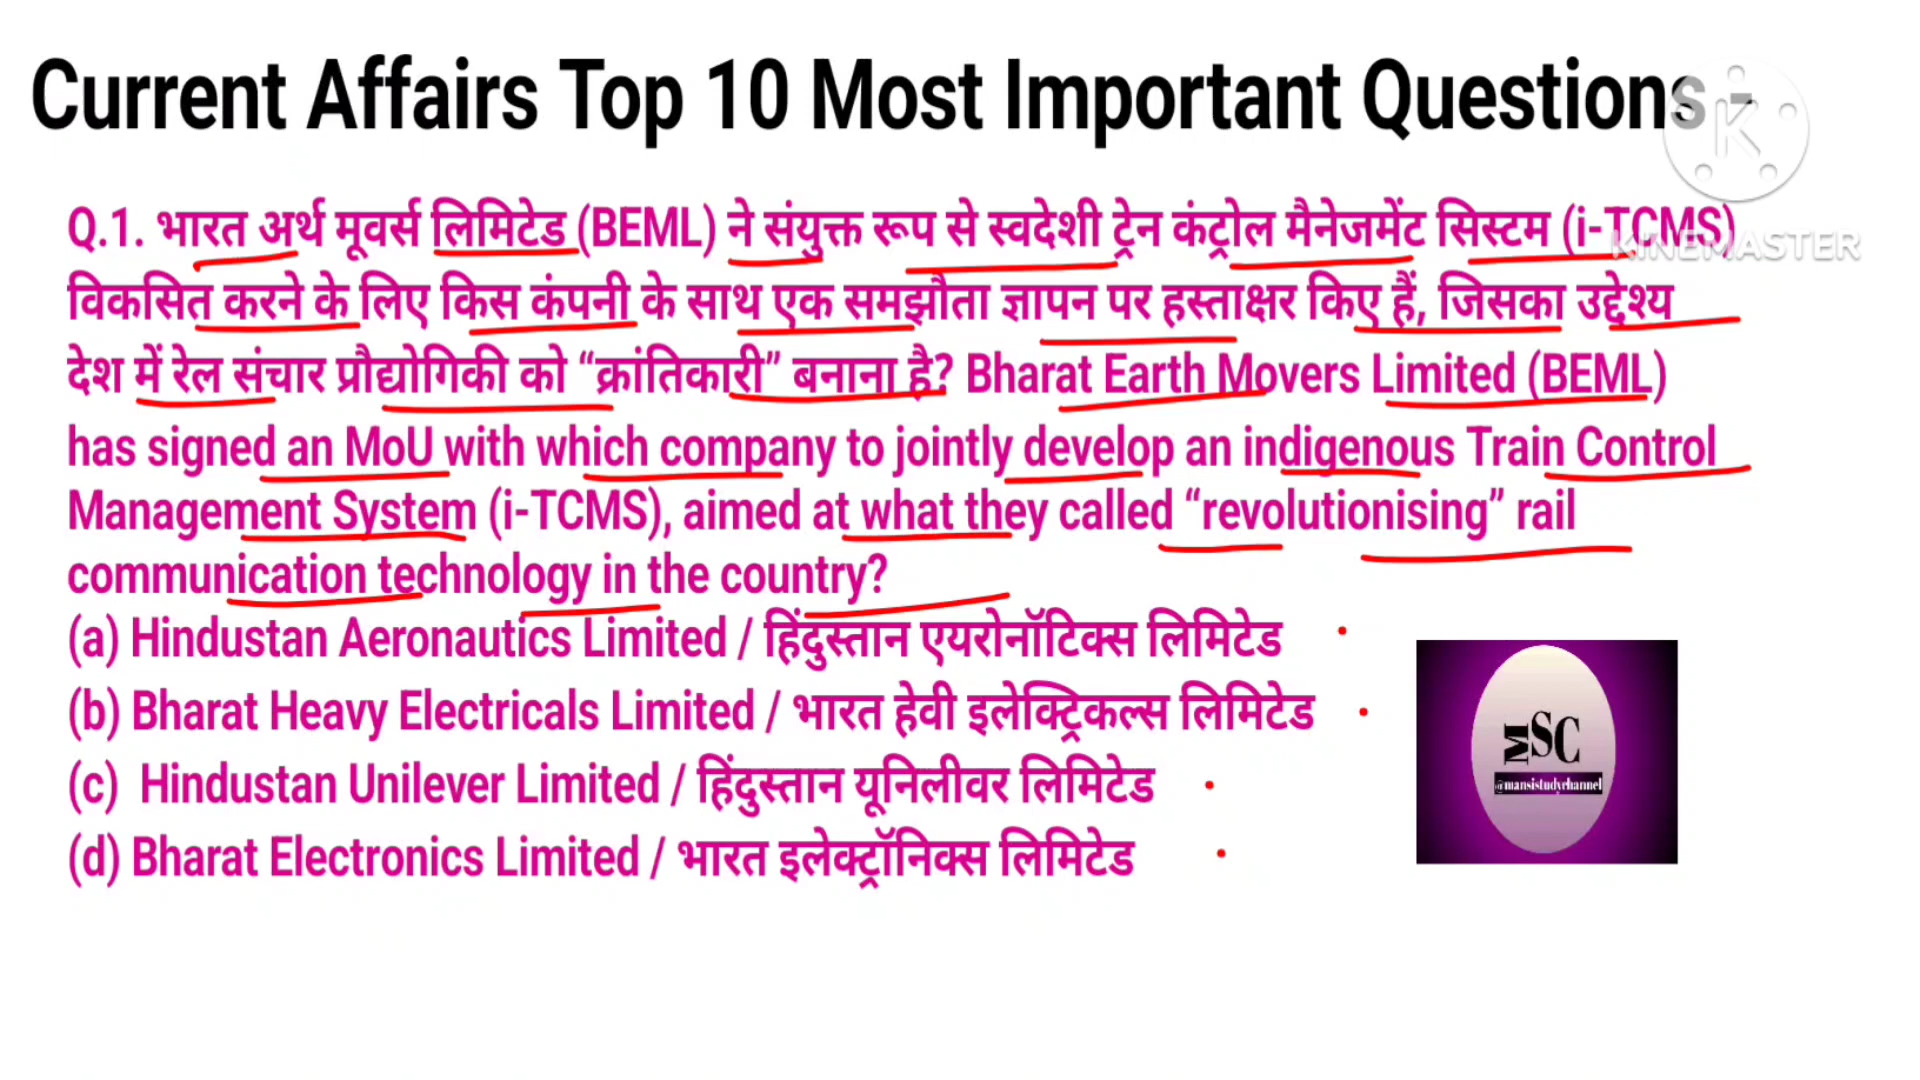 Current Affairs Top 10 Most Important Questions -
Q.1. भारत अर्थ मूवर्स लिमिटेड (BEML) ने संयुक्त रूप से स्वदेशी ट्रेन कंट्रोल मैनेजमेंट सिस्टम (i-TCMS)
KINEMASTER
विकसित करने के लिए किस कंपनी के साथ एक समझौता ज्ञापन पर हस्ताक्षर किए हैं, जिसका उद्देश्य
देश में रेल संचार प्रौद्योगिकी को “क्रांतिकारी” बनाना है? Bharat Earth Movers Limited (BEML)
has signed an MoU with which company to jointly develop an indigenous Train Control
Management System (i-TCMS), aimed at what they called “revolutionising” rail
communication technology in the country?
(a) Hindustan Aeronautics Limited / हिंदुस्तान एयरोनॉटिक्स लिमिटेड
(b) Bharat Heavy Electricals Limited / भारत हेवी इलेक्ट्रिकल्स लिमिटेड
(c) Hindustan Unilever Limited / हिंदुस्तान यूनिलीवर लिमिटेड
(d) Bharat Electronics Limited / भारत इलेक्ट्रॉनिक्स लिमिटेड
MSC
@mansistudychannel